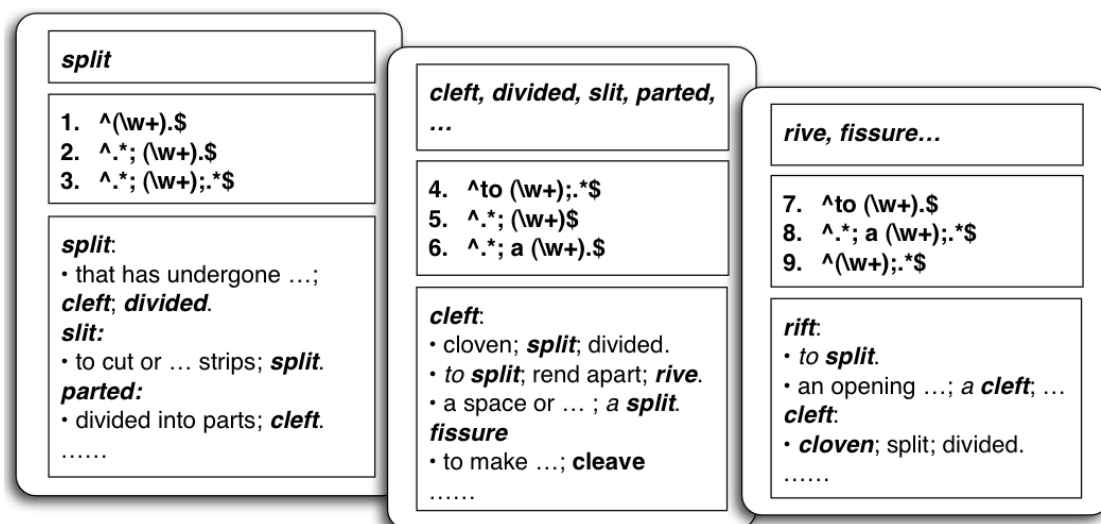 split
1. ^(\w+).$
2. ^.*; (\w+).$
3. ^.*; (\w+);.*$
split:
• that has undergone …;
cleft; divided.
slit:
• to cut or … strips; split.
parted:
• divided into parts; cleft.
……
cleft, divided, slit, parted,
…
4. ^to (\w+);.*$
5. ^.*; (\w+)$
6. ^.*; a (\w+).$
cleft:
• cloven; split; divided.
• to split; rend apart; rive.
• a space or … ; a split.
fissure
• to make …; cleave
……
rive, fissure…
7. ^to (\w+).$
8. ^.*; a (\w+);.*$
9. ^(\w+);.*$
rift:
• to split.
• an opening …; a cleft; …
cleft:
• cloven; split; divided.
……